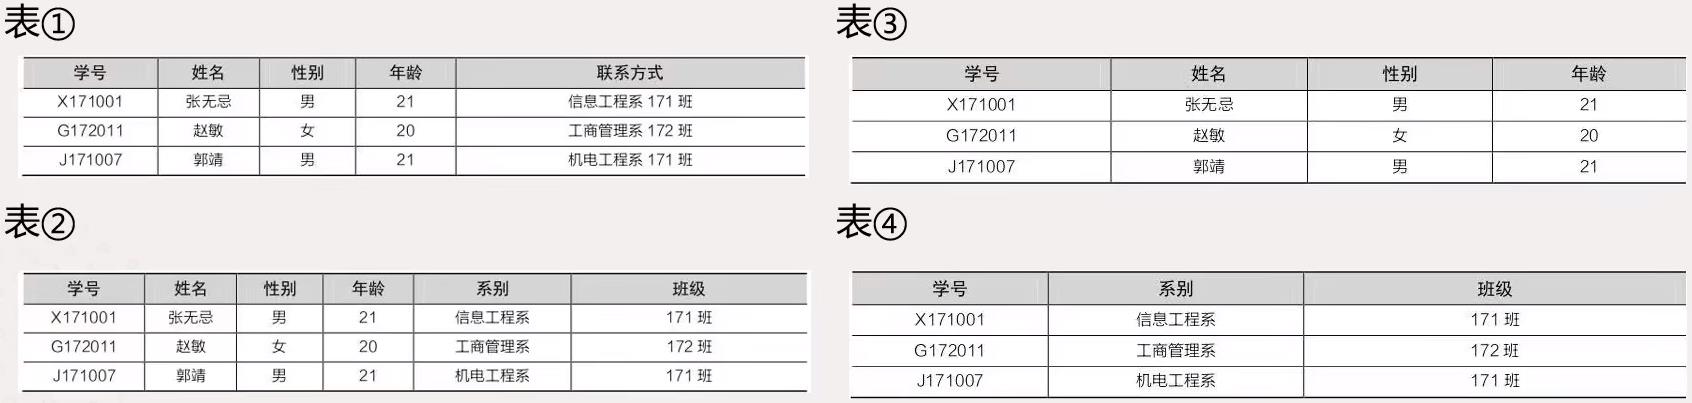 表①
学号 姓名 性别 年龄 联系方式
X171001 张无忌 男 21 信息工程系 171 班
G172011 赵敏 女 20 工商管理系 172 班
J171007 郭靖 男 21 机电工程系 171 班
表②
学号 姓名 性别 年龄 系别 班级
X171001 张无忌 男 21 信息工程系 171 班
G172011 赵敏 女 20 工商管理系 172 班
J171007 郭靖 男 21 机电工程系 171 班
表③
学号 姓名 性别 年龄
X171001 张无忌 男 21
G172011 赵敏 女 20
J171007 郭靖 男 21
表④
学号 系别 班级
X171001 信息工程系 171 班
G172011 工商管理系 172 班
J171007 机电工程系 171 班